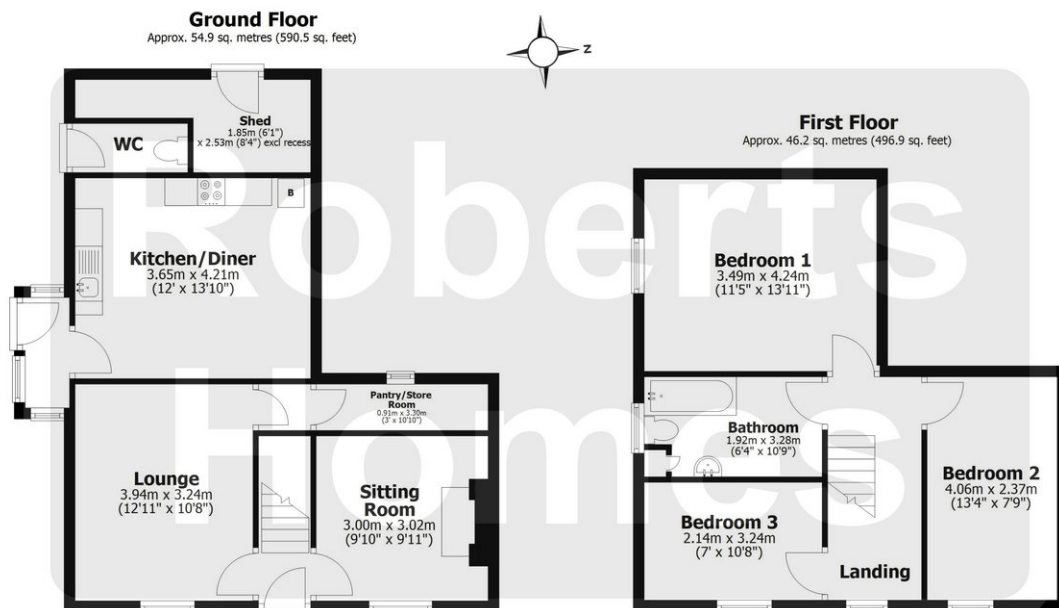 Ground Floor
Approx. 54.9 sq. metres (590.5 sq. feet)
Z
Shed
1.85m (6'1")
x 2.53m (8'4") excl recess
WC
B
Kitchen/Diner
3.65m x 4.21m
(12' x 13'10")
Pantry/Store
Room
0.91m x 3.30m
(3' x 10'10")
Lounge
3.94m x 3.24m
(12'11" x 10'8")
Sitting
Room
3.00m x 3.02m
(9'10" x 9'11")
First Floor
Approx. 46.2 sq. metres (496.9 sq. feet)
Bedroom 1
3.49m x 4.24m
(11'5" x 13'11")
Bathroom
1.92m x 3.28m
(6'4" x 10'9")
Bedroom 2
4.06m x 2.37m
(13'4" x 7'9")
Bedroom 3
2.14m x 3.24m
(7' x 10'8")
Landing
Roberts
Homes